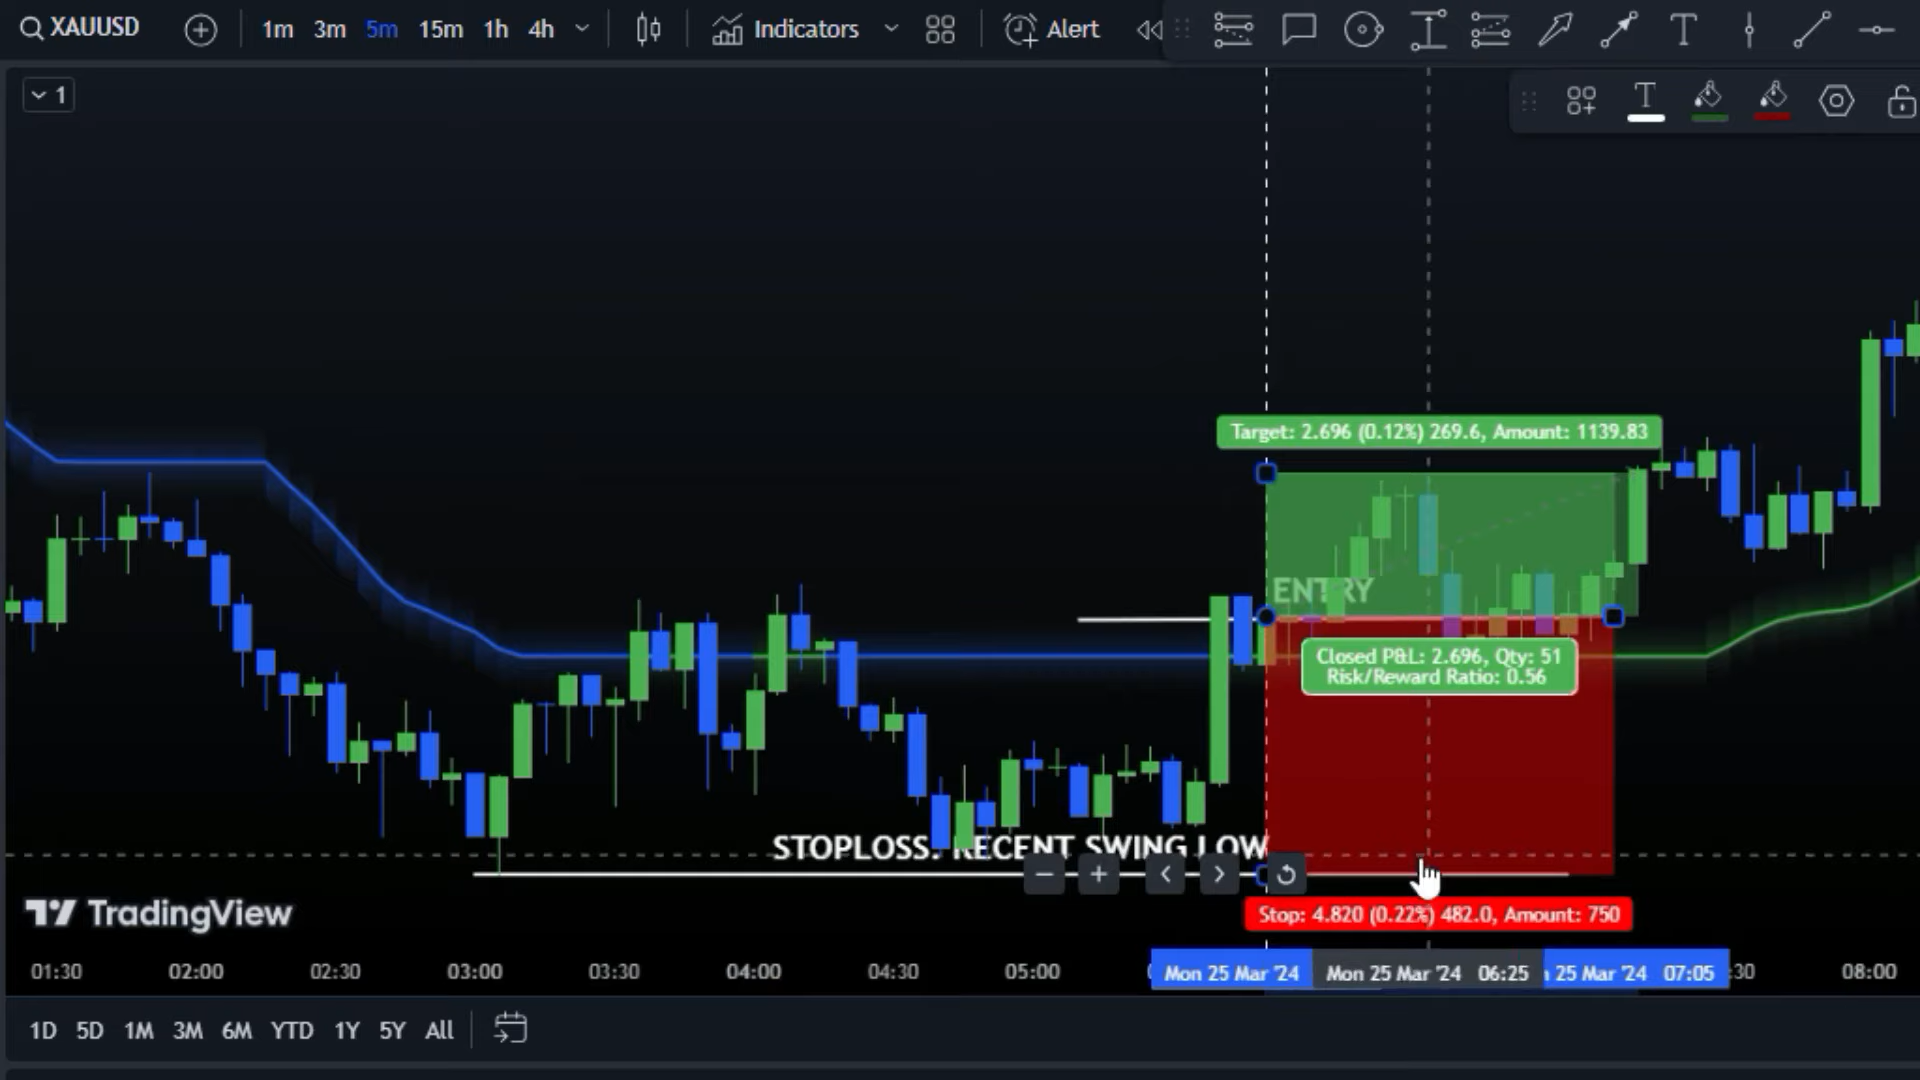 XAUUSD
1m 3m 5m 15m 1h 4h
Indicators
Alert
1
Target: 2.696 (0.12%) 269.6, Amount: 1139.83
ENTRY
Closed P&L: 2.696, Qty: 51
Risk/Reward Ratio: 0.56
STOPLOSS: RECENT SWING LOW
Stop: 4.820 (0.22%) 482.0, Amount: 750
TradingView
01:30 02:00 02:30 03:00 03:30 04:00 04:30 05:00 Mon 25 Mar '24 Mon 25 Mar '24 06:25 25 Mar '24 07:05 :30 08:00
1D 5D 1M 3M 6M YTD 1Y 5Y All